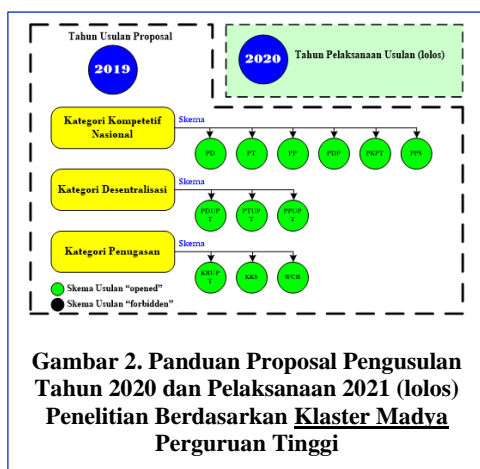 Tahun Usulan Proposal
2019
2020
Tahun Pelaksanaan Usulan (lolos)
Kategori Kompetetif
Nasional
Skema
PD
PT
PP
PDP
PKPT
PPS
Kategori Desentralisasi
Skema
PDUP
T
PTUP
T
PPUP
T
Kategori Penugasan
Skema
KRUP
T
KKS
WCR
Skema Usulan "opened"
Skema Usulan "forbidden"
Gambar 2. Panduan Proposal Pengusulan
Tahun 2020 dan Pelaksanaan 2021 (lolos)
Penelitian Berdasarkan Klaster Madya
Perguruan Tinggi